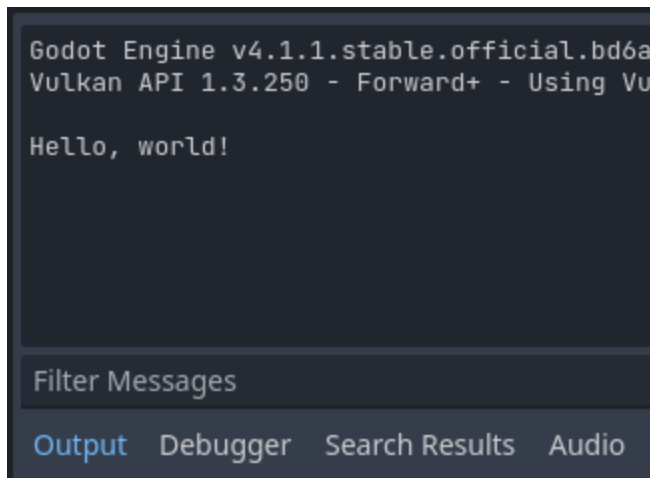 Godot Engine v4.1.1.stable.official.bd6a
Vulkan API 1.3.250 - Forward+ - Using Vu
Hello, world!
Filter Messages
Output Debugger Search Results Audio